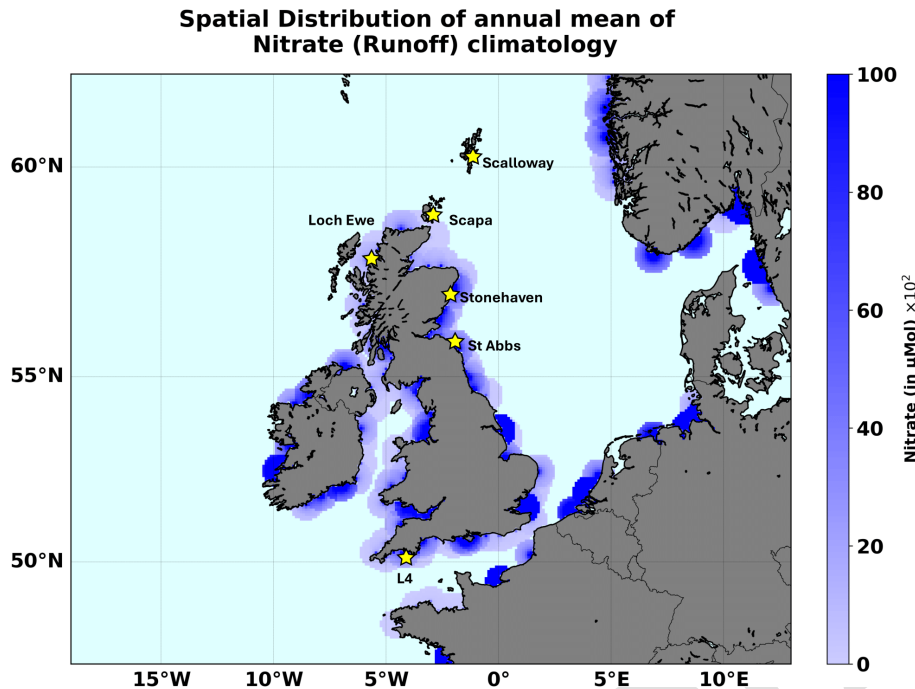 Spatial Distribution of annual mean of
Nitrate (Runoff) climatology
100
80
60
40
20
0
Nitrate (in µMol) ×10²
60°N
55°N
50°N
15°W
10°W
5°W
0°
5°E
10°E
Scalloway
Scapa
Loch Ewe
Stonehaven
St Abbs
L4